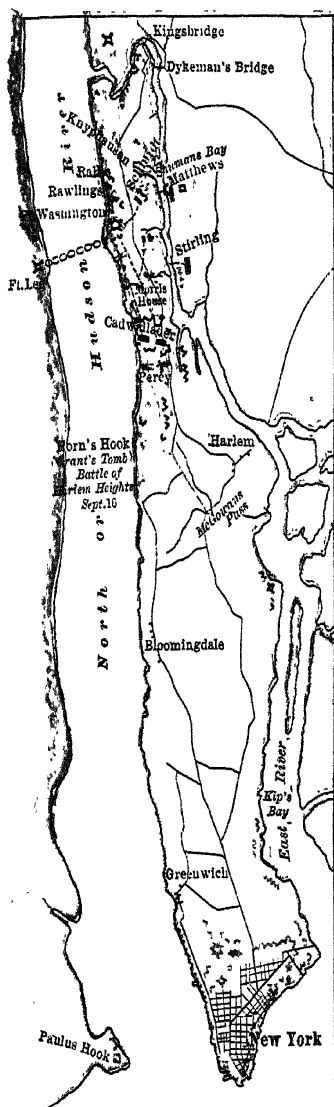 Kingsbridge
Dykeman's Bridge
Knyphausen
River
Rall
Rawlings
Matthews
Washington
Stirling
Ft. Lee
Morris
House
Cadwallader
Percy
Hudson
Harlem
Horn's Hook
Grant's Tomb
Battle of
Harlem Heights
Sept. 16
McGowans
Pass
or
North
Bloomingdale
Kip's
Bay
East River
Greenwich
New York
Paulus Hook